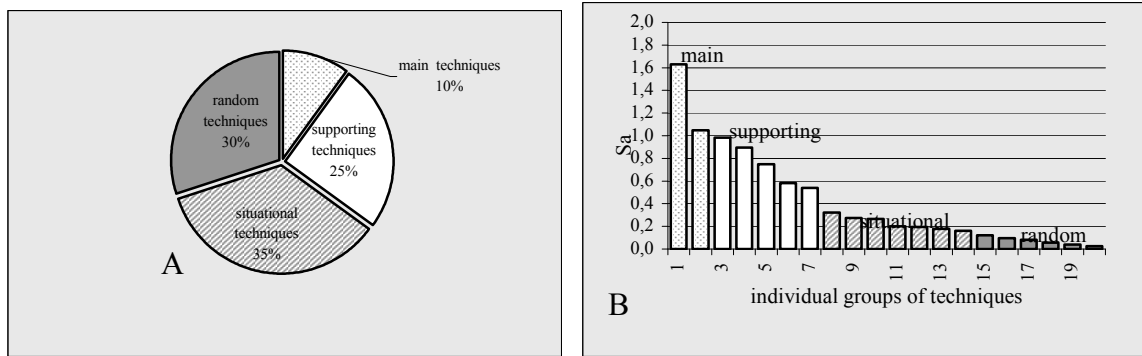 main techniques
10%
random
techniques
30%
supporting
techniques
25%
situational
techniques
35%
A
2,0
1,8
1,6
1,4
1,2
1,0
0,8
0,6
0,4
0,2
0,0
Sa
main
supporting
situational
random
1 3 5 7 9 11 13 15 17 19
individual groups of techniques
B